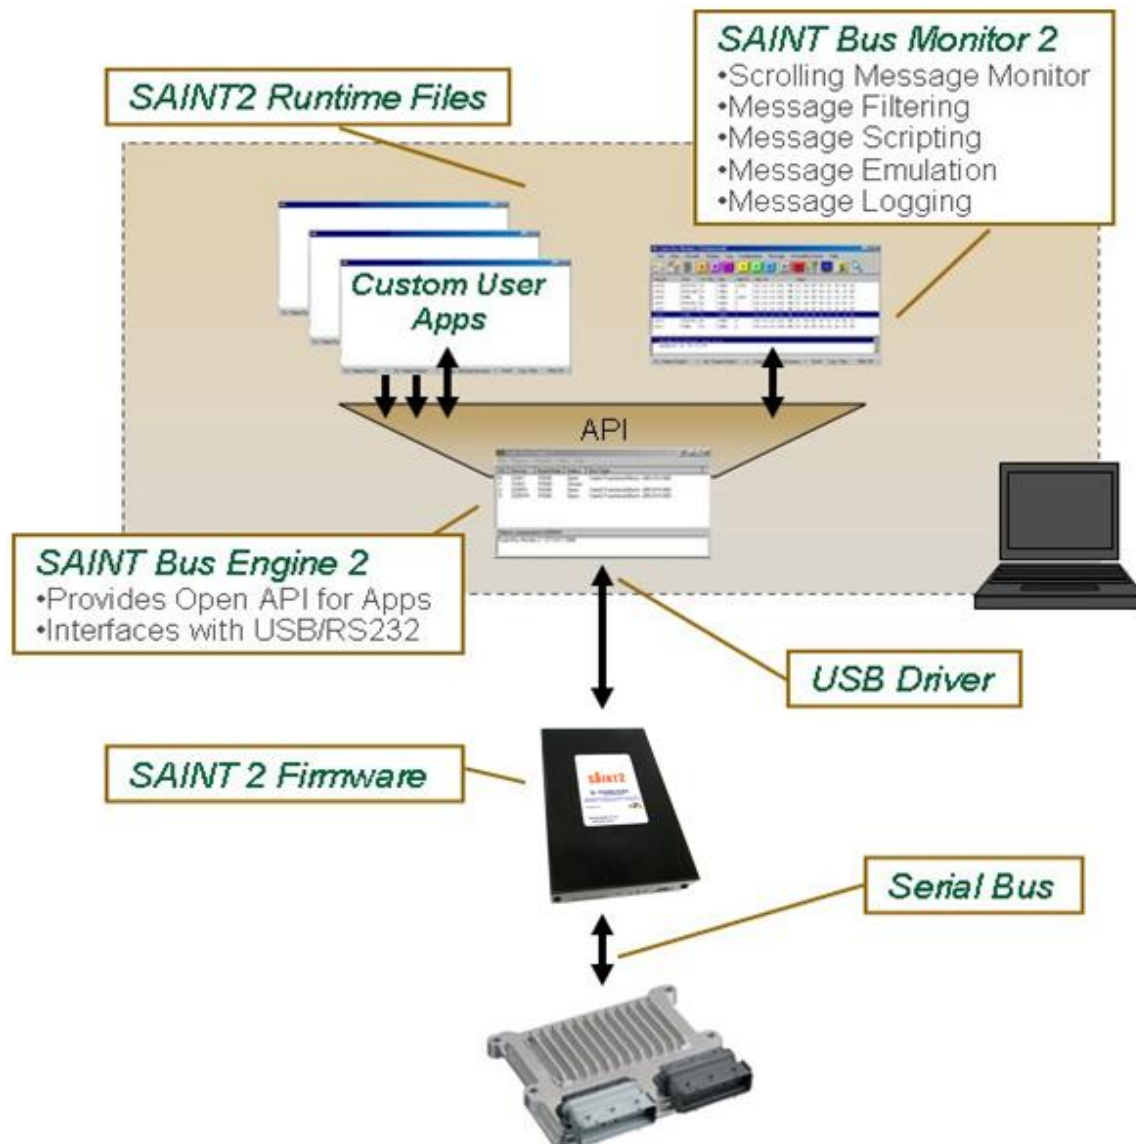 SAINT Bus Monitor 2
•Scrolling Message Monitor
•Message Filtering
•Message Scripting
•Message Emulation
•Message Logging
SAINT2 Runtime Files
Custom User
Apps
API
SAINT Bus Engine 2
•Provides Open API for Apps
•Interfaces with USB/RS232
USB Driver
SAINT 2 Firmware
SAINT2
Serial Bus